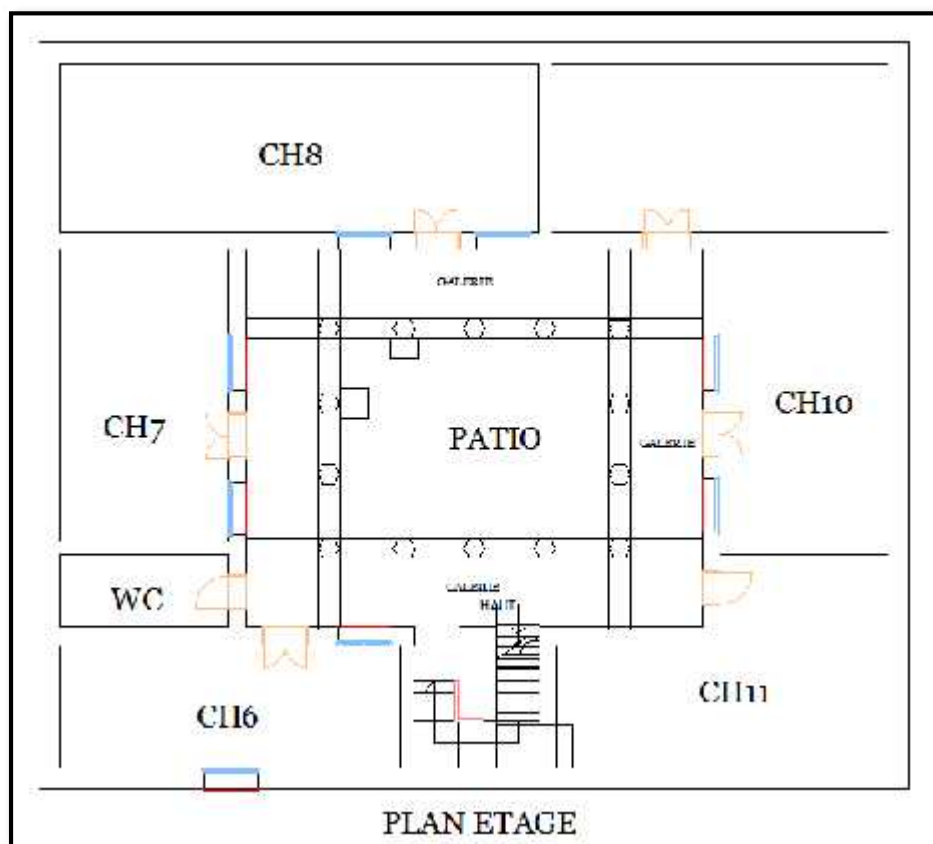 CH8
GALERIE
CH7
PATIO
CH10
GALERIE
WC
GALERIE
HAUT
CH6
CH11
PLAN ETAGE